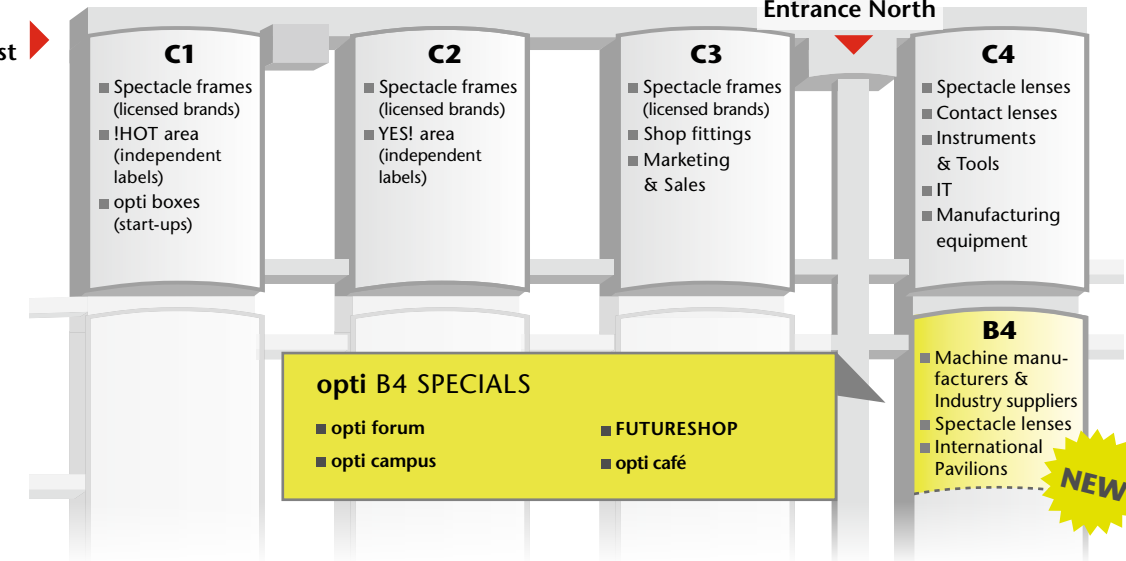 Entrance North
st
C1
Spectacle frames
(licensed brands)
!HOT area
(independent
labels)
opti boxes
(start-ups)
C2
Spectacle frames
(licensed brands)
YES! area
(independent
labels)
C3
Spectacle frames
(licensed brands)
Shop fittings
Marketing
& Sales
C4
Spectacle lenses
Contact lenses
Instruments
& Tools
IT
Manufacturing
equipment
B4
Machine manu-
facturers &
Industry suppliers
Spectacle lenses
International
Pavilions
NEW
opti B4 SPECIALS
opti forum
opti campus
FUTURESHOP
opti café